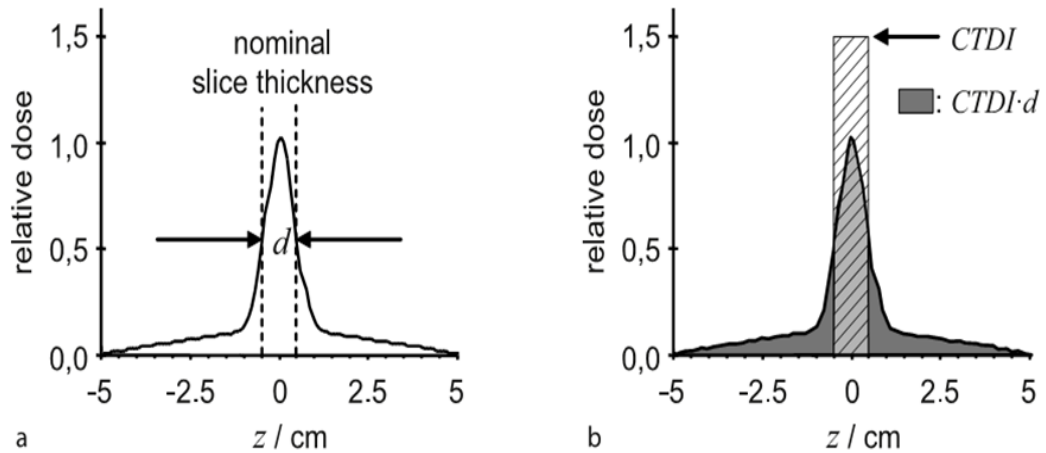 1,5
1,0
0,5
0,0
relative dose
nominal
slice thickness
d
-5
-2.5
0
2.5
5
z / cm
a
1,5
1,0
0,5
0,0
relative dose
CTDI
: CTDI·d
-5
-2.5
0
2.5
5
z / cm
b